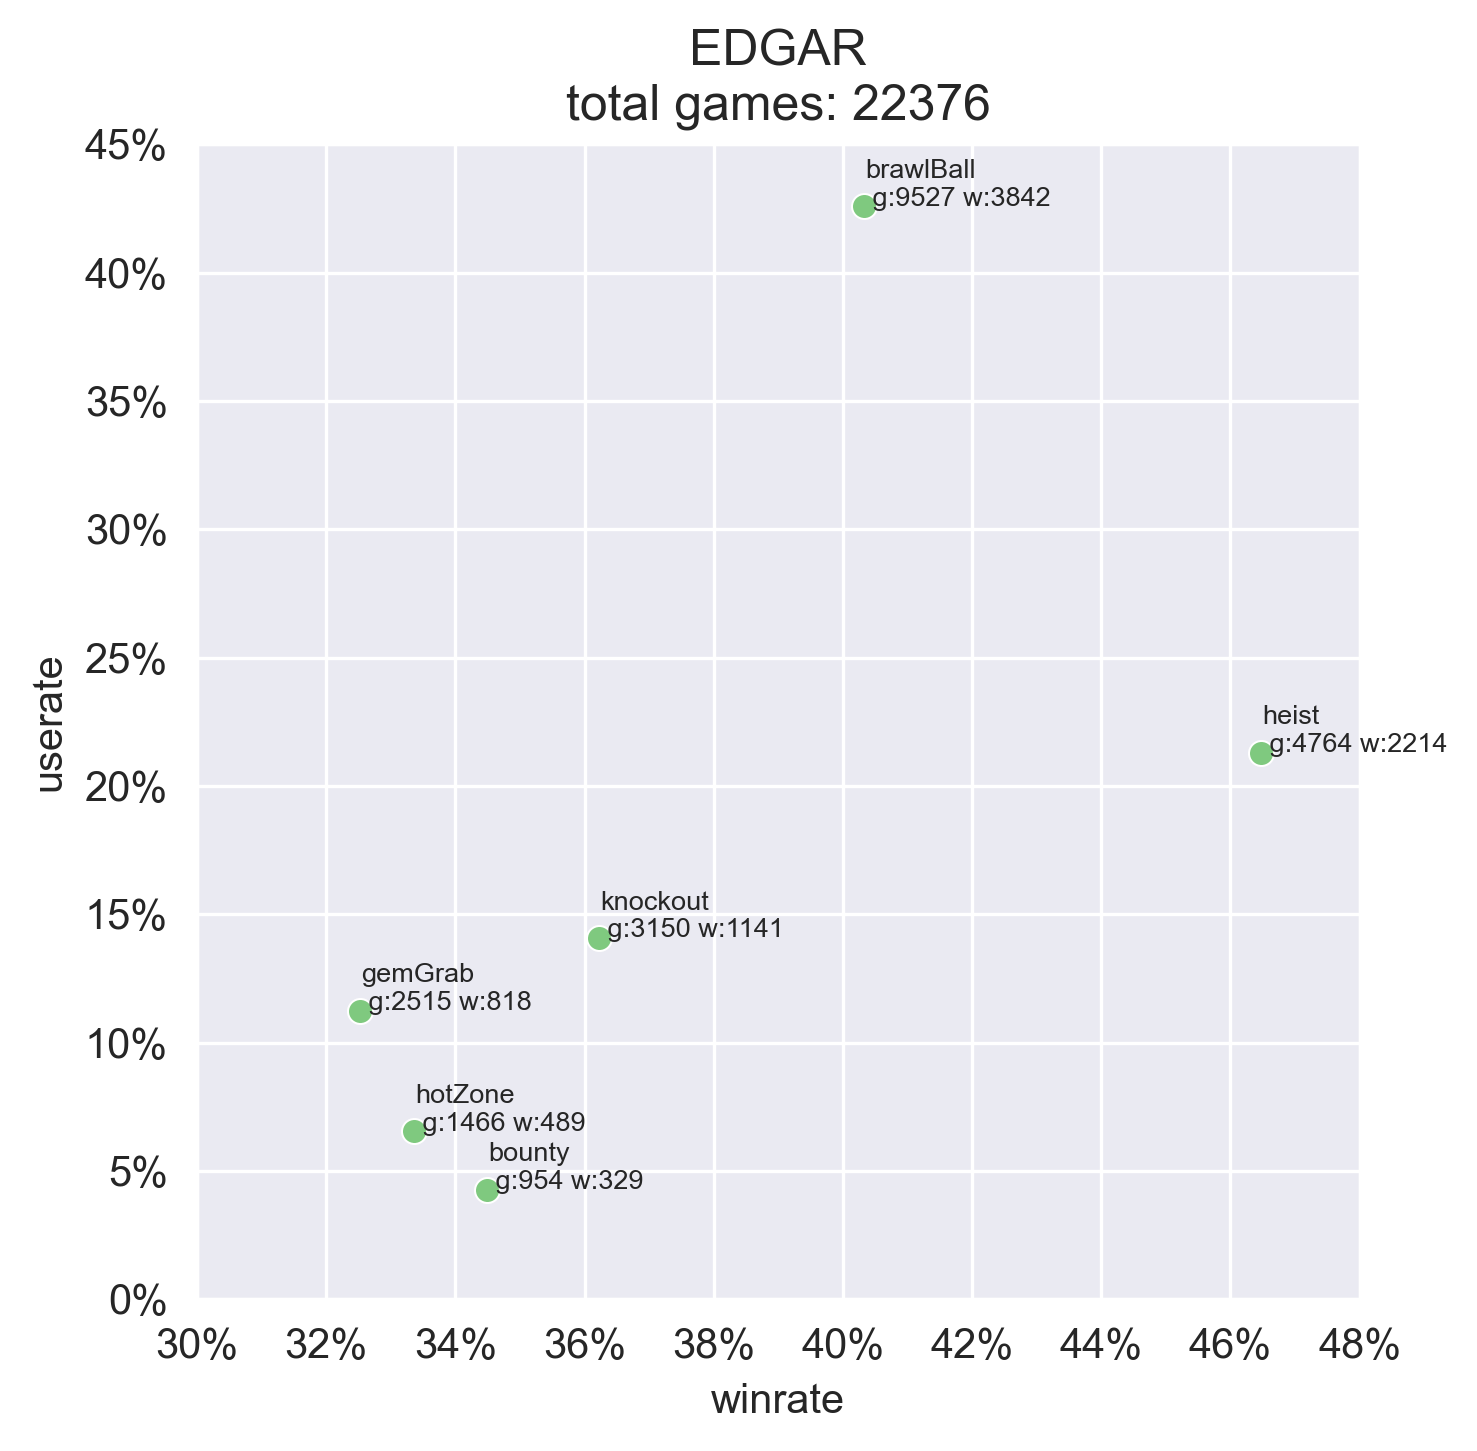 EDGAR
total games: 22376
45%
40%
35%
30%
25%
20%
15%
10%
5%
0%
userate
brawlBall
g:9527 w:3842
heist
g:4764 w:2214
knockout
g:3150 w:1141
gemGrab
g:2515 w:818
hotZone
g:1466 w:489
bounty
g:954 w:329
30% 32% 34% 36% 38% 40% 42% 44% 46% 48%
winrate